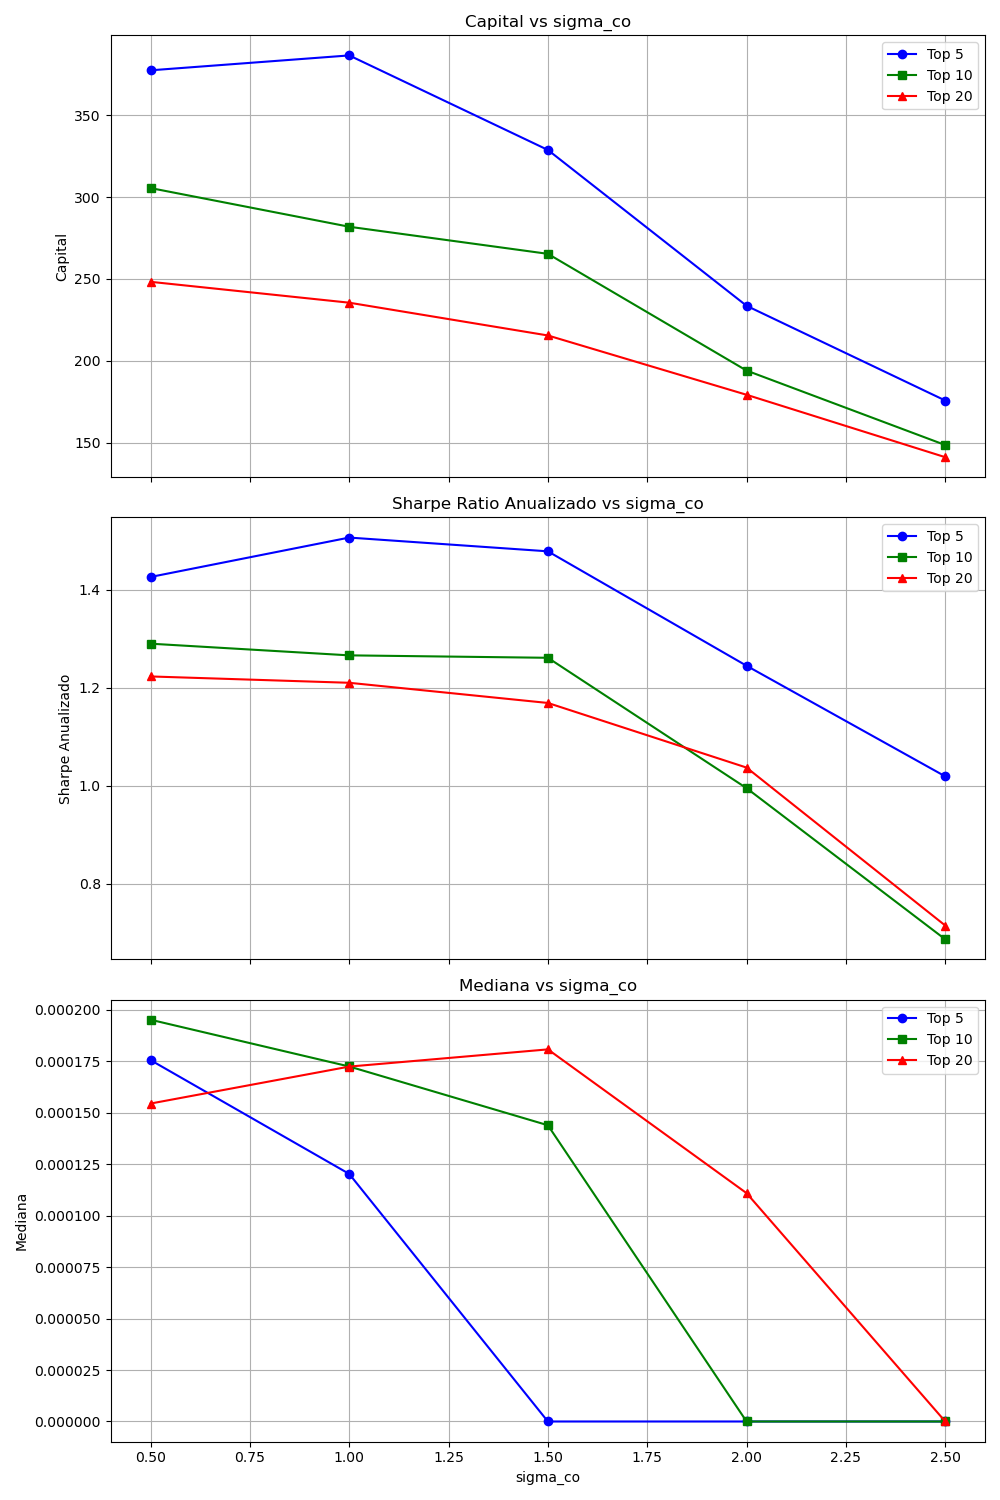 Capital vs sigma_co
Top 5
Top 10
Top 20
350
300
250
200
150
Capital
Sharpe Ratio Anualizado vs sigma_co
Top 5
Top 10
Top 20
1.4
1.2
1.0
0.8
Sharpe Anualizado
Mediana vs sigma_co
Top 5
Top 10
Top 20
0.000200
0.000175
0.000150
0.000125
0.000100
0.000075
0.000050
0.000025
0.000000
Mediana
0.50 0.75 1.00 1.25 1.50 1.75 2.00 2.25 2.50
sigma_co